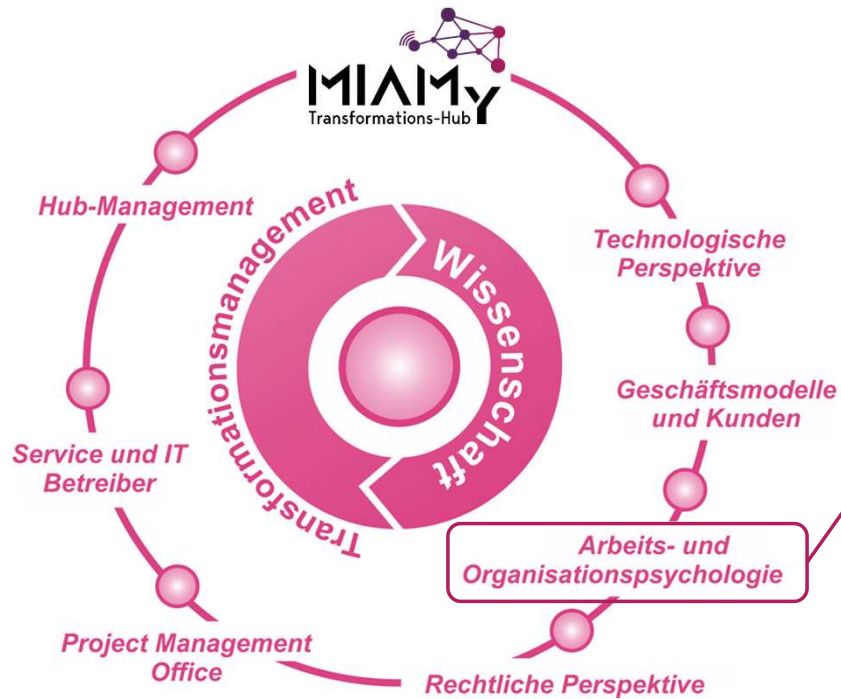 MIAMy
Transformations-Hub
Hub-Management
Transformationsmanagement
Wissenschaft
Technologische
Perspektive
Geschäftsmodelle
und Kunden
Service und IT
Betreiber
Arbeits- und
Organisationspsychologie
Project Management
Office
Rechtliche Perspektive